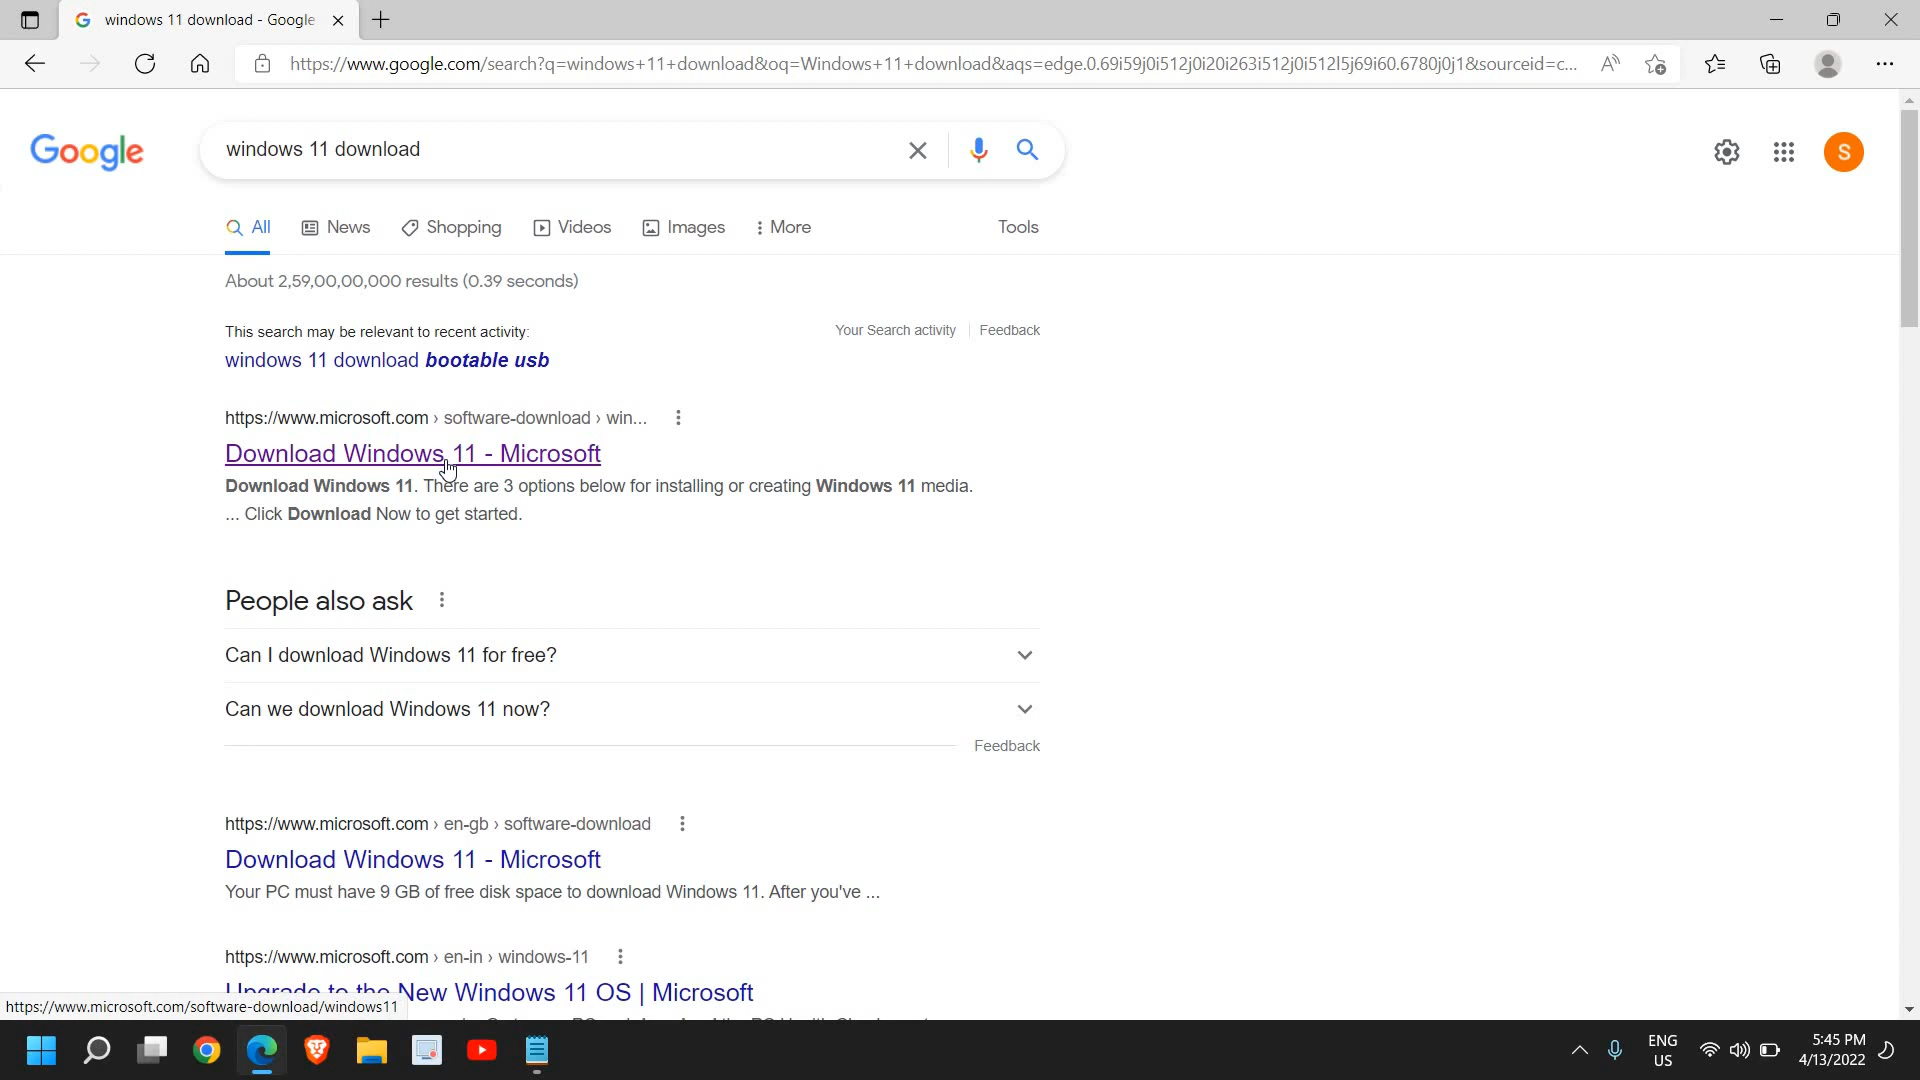 windows 11 download - Google
https://www.google.com/search?q=windows+11+download&oq=Windows+11+download&aqs=edge.0.69i59j0i512j0i20i263i512j0i512l5j69i60.6780j0j1&sourceid=c...
Google
windows 11 download
S
All News Shopping Videos Images More Tools
About 2,59,00,00,000 results (0.39 seconds)
This search may be relevant to recent activity: Your Search activity Feedback
windows 11 download bootable usb
https://www.microsoft.com › software-download › win...
Download Windows 11 - Microsoft
Download Windows 11. There are 3 options below for installing or creating Windows 11 media.
... Click Download Now to get started.
People also ask
Can I download Windows 11 for free?
Can we download Windows 11 now?
Feedback
https://www.microsoft.com › en-gb › software-download
Download Windows 11 - Microsoft
Your PC must have 9 GB of free disk space to download Windows 11. After you've ...
https://www.microsoft.com › en-in › windows-11
Upgrade to the New Windows 11 OS | Microsoft
https://www.microsoft.com/software-download/windows11
ENG 5:45 PM
US 4/13/2022